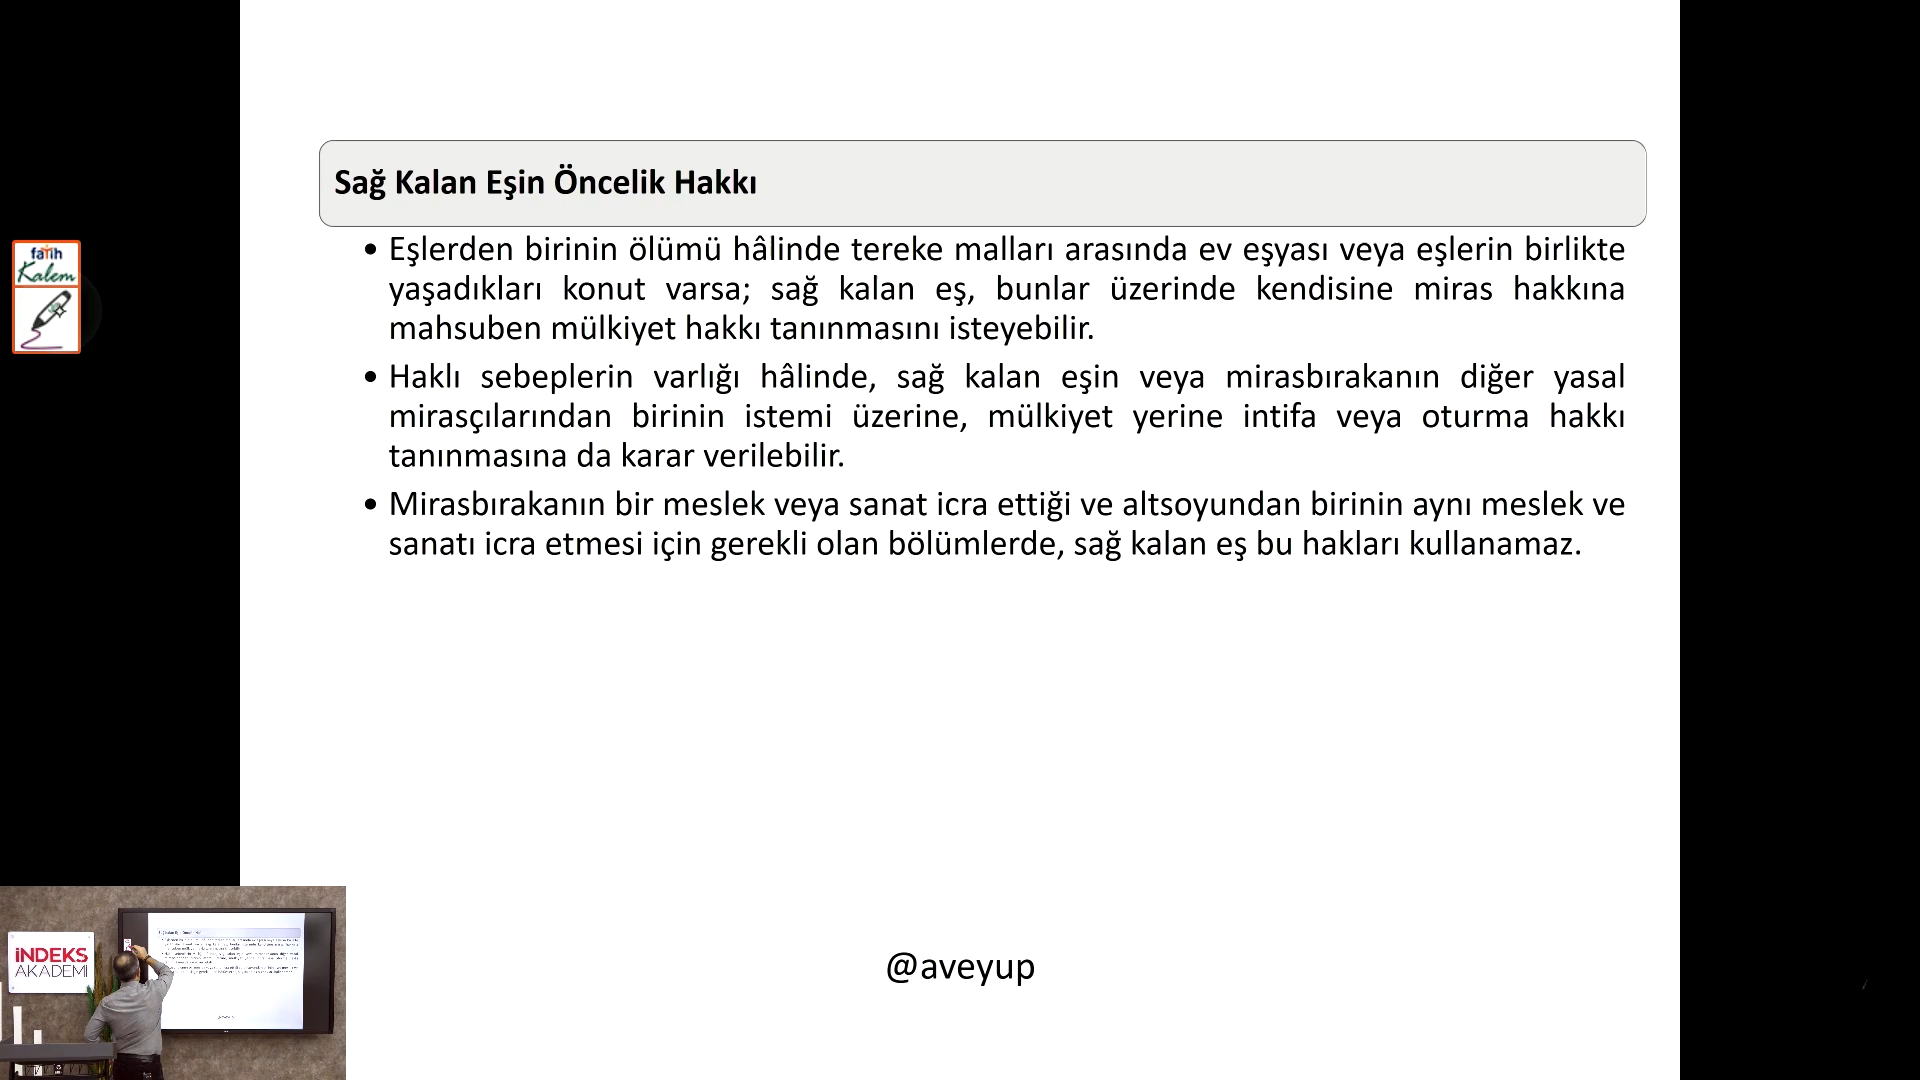 Sağ Kalan Eşin Öncelik Hakkı
• Eşlerden birinin ölümü hâlinde tereke malları arasında ev eşyası veya eşlerin birlikte
yaşadıkları konut varsa; sağ kalan eş, bunlar üzerinde kendisine miras hakkına
mahsuben mülkiyet hakkı tanınmasını isteyebilir.
• Haklı sebeplerin varlığı hâlinde, sağ kalan eşin veya mirasbırakanın diğer yasal
mirasçılarından birinin istemi üzerine, mülkiyet yerine intifa veya oturma hakkı
tanınmasına da karar verilebilir.
• Mirasbırakanın bir meslek veya sanat icra ettiği ve altsoyundan birinin aynı meslek ve
sanatı icra etmesi için gerekli olan bölümlerde, sağ kalan eş bu hakları kullanamaz.
fatih
Kalem
iNDEKS
AKADEMİ
@aveyup